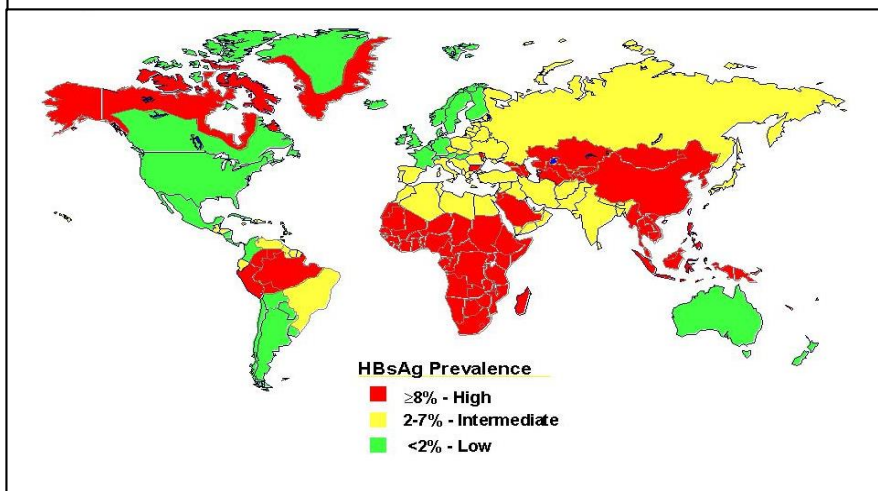 HBsAg Prevalence
≥8% - High
2-7% - Intermediate
<2% - Low